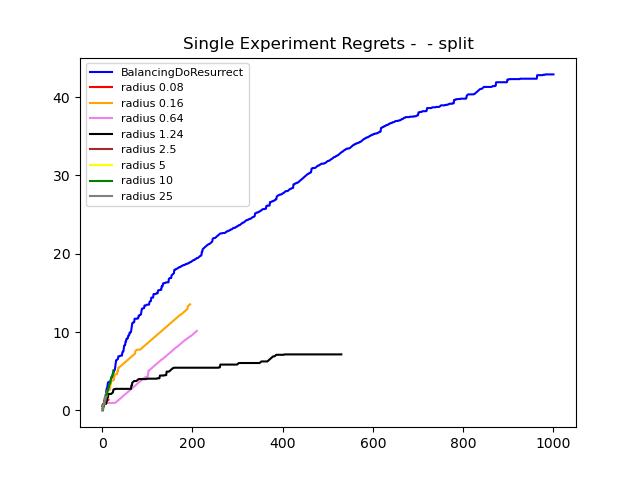 Single Experiment Regrets -  - split
BalancingDoResurrect
radius 0.08
radius 0.16
radius 0.64
radius 1.24
radius 2.5
radius 5
radius 10
radius 25
40
30
20
10
0
0 200 400 600 800 1000